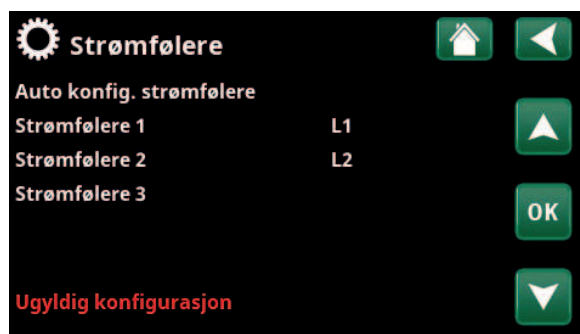 Strømfølere
Auto konfig. strømfølere
Strømfølere 1 L1
Strømfølere 2 L2
Strømfølere 3
OK
Ugyldig konfigurasjon